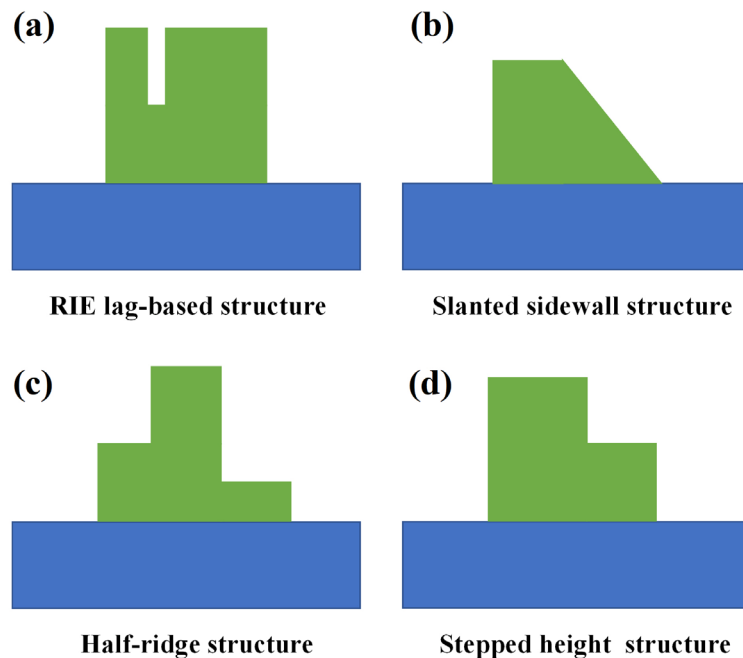 (a)
(b)
RIE lag-based structure
Slanted sidewall structure
(c)
(d)
Half-ridge structure
Stepped height structure